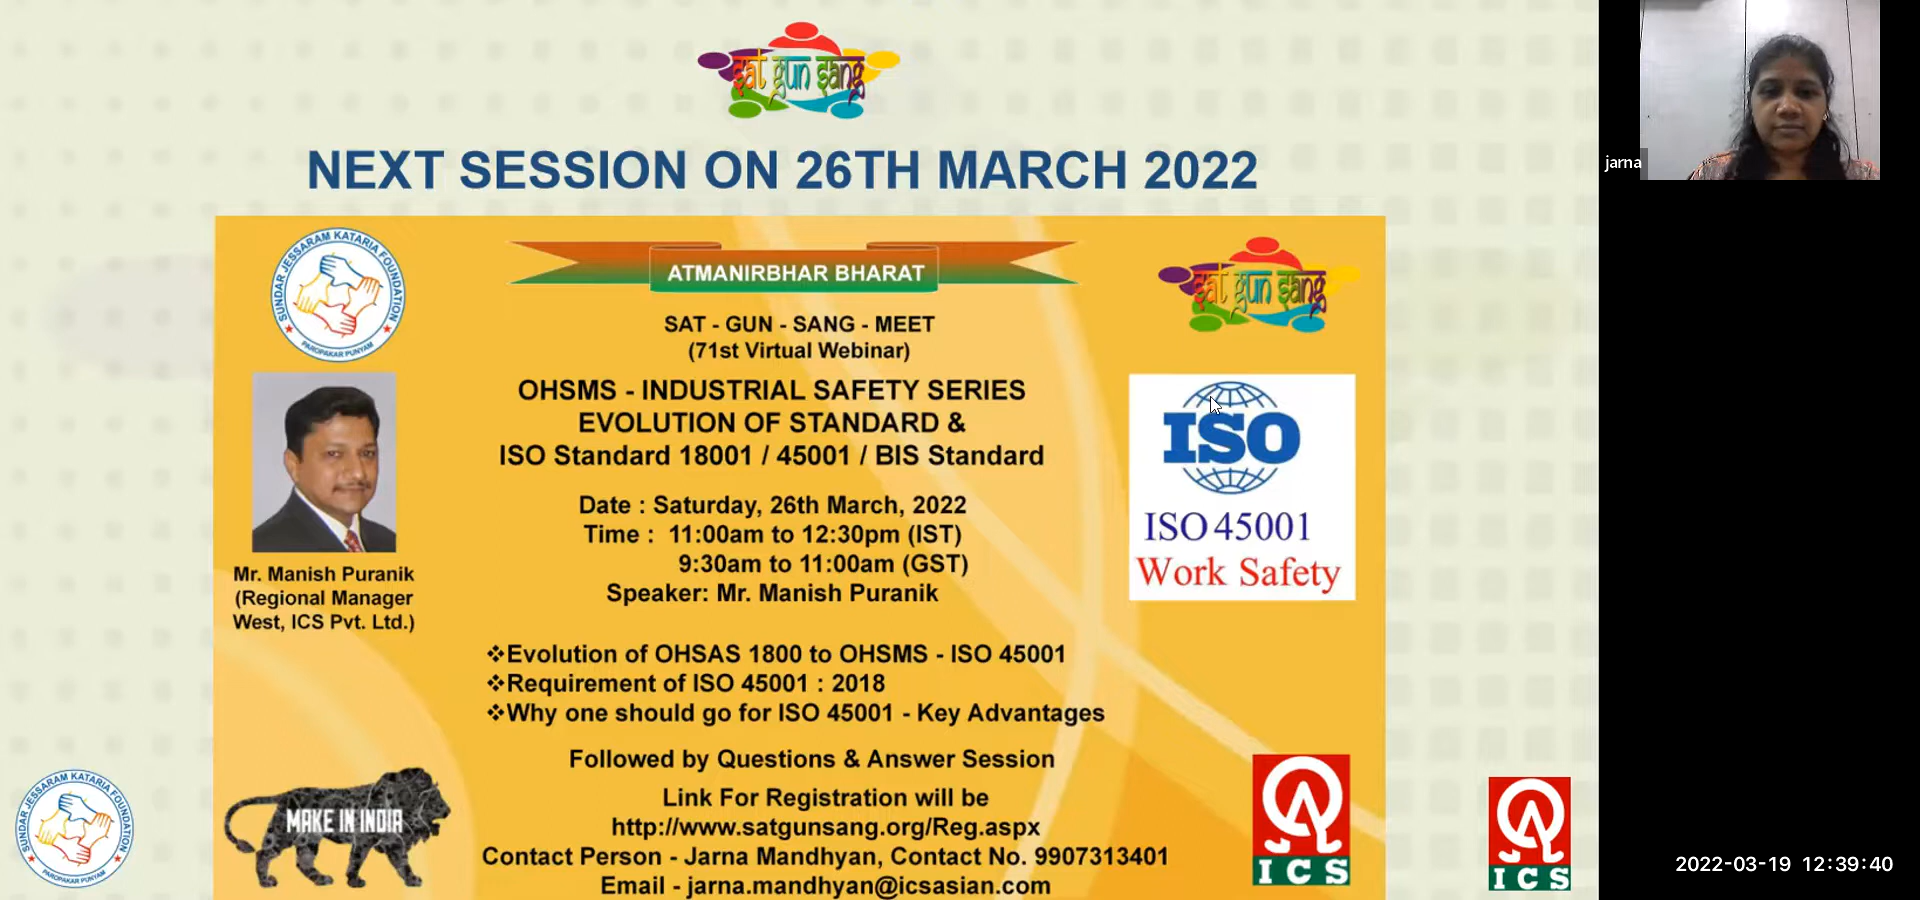 sat gun sang
NEXT SESSION ON 26TH MARCH 2022
jarna
SUNDAR JESSARAM KATARIA FOUNDATION
PAROPAKAR PUNYAM
ATMANIRBHAR BHARAT
sat gun sang
SAT - GUN - SANG - MEET
(71st Virtual Webinar)
OHSMS - INDUSTRIAL SAFETY SERIES
EVOLUTION OF STANDARD &
ISO Standard 18001 / 45001 / BIS Standard
Date : Saturday, 26th March, 2022
Time : 11:00am to 12:30pm (IST)
9:30am to 11:00am (GST)
Speaker: Mr. Manish Puranik
ISO
ISO 45001
Work Safety
Mr. Manish Puranik
(Regional Manager
West, ICS Pvt. Ltd.)
❖Evolution of OHSAS 1800 to OHSMS - ISO 45001
❖Requirement of ISO 45001 : 2018
❖Why one should go for ISO 45001 - Key Advantages
Followed by Questions & Answer Session
Link For Registration will be
http://www.satgunsang.org/Reg.aspx
Contact Person - Jarna Mandhyan, Contact No. 9907313401
Email - jarna.mandhyan@icsasian.com
MAKE IN INDIA
ICS
SUNDAR JESSARAM KATARIA FOUNDATION
PAROPAKAR PUNYAM
ICS
2022-03-19 12:39:40